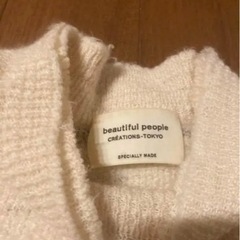 beautiful people
CRÉATIONS-TOKYO
SPECIALLY MADE